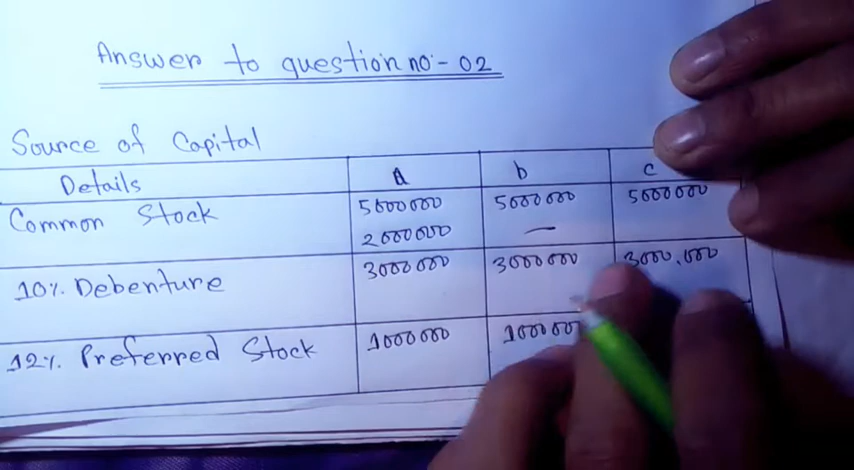 Answer to question no:- 02
Source of Capital
Details A b c
Common Stock 5000000 5000000 5000000
2000000 —
10%. Debenture 3000000 3000000 3000,000
12%. Preferred Stock 1000000